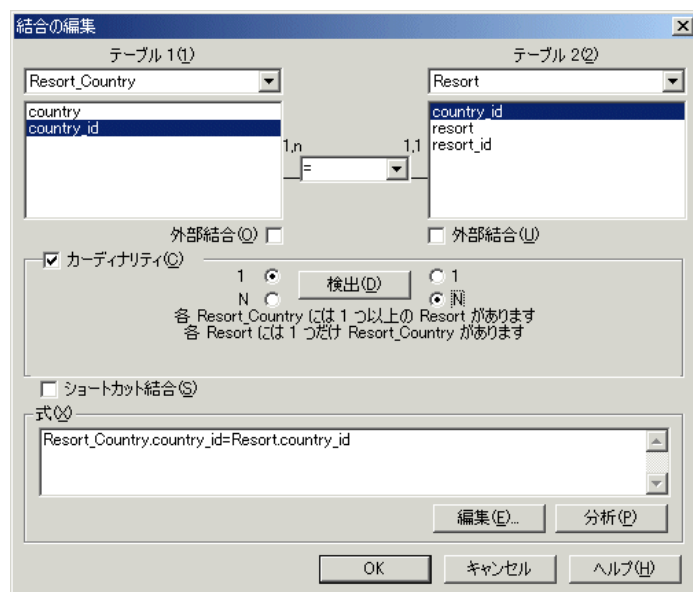 結合の編集
テーブル 1(1)
テーブル 2(2)
Resort_Country
Resort
country
country_id
country_id
resort
resort_id
1,n
1,1
=
外部結合(O)
外部結合(U)
カーディナリティ(C)
1
N
検出(D)
1
N
各 Resort_Country には 1 つ以上の Resort があります
各 Resort には 1 つだけ Resort_Country があります
ショートカット結合(S)
式(X)
Resort_Country.country_id=Resort.country_id
編集(E)...
分析(P)
OK
キャンセル
ヘルプ(H)